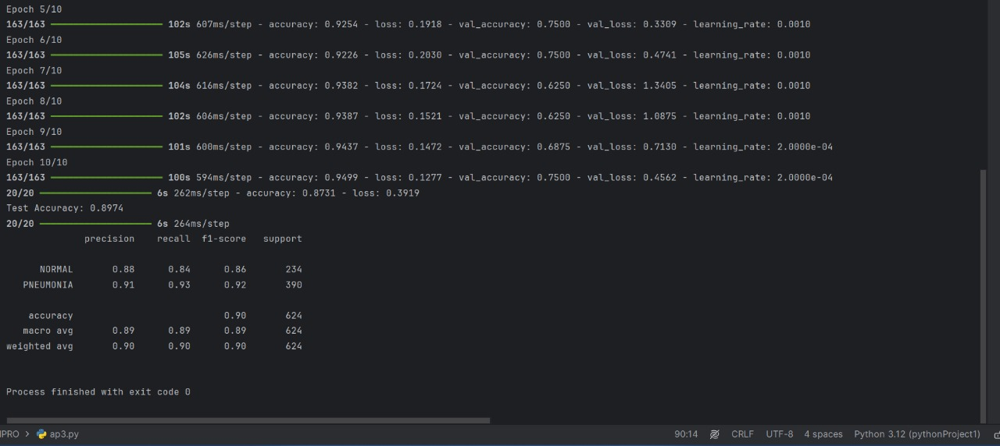 Epoch 5/10
163/163 ━━━━━━━━━━━━━━━━━━━━ 102s 607ms/step - accuracy: 0.9254 - loss: 0.1918 - val_accuracy: 0.7500 - val_loss: 0.3309 - learning_rate: 0.0010
Epoch 6/10
163/163 ━━━━━━━━━━━━━━━━━━━━ 105s 626ms/step - accuracy: 0.9226 - loss: 0.2030 - val_accuracy: 0.7500 - val_loss: 0.4741 - learning_rate: 0.0010
Epoch 7/10
163/163 ━━━━━━━━━━━━━━━━━━━━ 104s 616ms/step - accuracy: 0.9382 - loss: 0.1724 - val_accuracy: 0.6250 - val_loss: 1.3405 - learning_rate: 0.0010
Epoch 8/10
163/163 ━━━━━━━━━━━━━━━━━━━━ 102s 606ms/step - accuracy: 0.9387 - loss: 0.1521 - val_accuracy: 0.6250 - val_loss: 1.0875 - learning_rate: 0.0010
Epoch 9/10
163/163 ━━━━━━━━━━━━━━━━━━━━ 101s 600ms/step - accuracy: 0.9437 - loss: 0.1472 - val_accuracy: 0.6875 - val_loss: 0.7130 - learning_rate: 2.0000e-04
Epoch 10/10
163/163 ━━━━━━━━━━━━━━━━━━━━ 100s 594ms/step - accuracy: 0.9499 - loss: 0.1277 - val_accuracy: 0.7500 - val_loss: 0.4562 - learning_rate: 2.0000e-04
20/20 ━━━━━━━━━━━━━━━━━━━━ 6s 262ms/step - accuracy: 0.8731 - loss: 0.3919
Test Accuracy: 0.8974
20/20 ━━━━━━━━━━━━━━━━━━━━ 6s 264ms/step
precision recall f1-score support
NORMAL 0.88 0.84 0.86 234
PNEUMONIA 0.91 0.93 0.92 390
accuracy 0.90 624
macro avg 0.89 0.89 0.89 624
weighted avg 0.90 0.90 0.90 624
Process finished with exit code 0
IPRO > ap3.py 90:14 CRLF UTF-8 4 spaces Python 3.12 (pythonProject1)